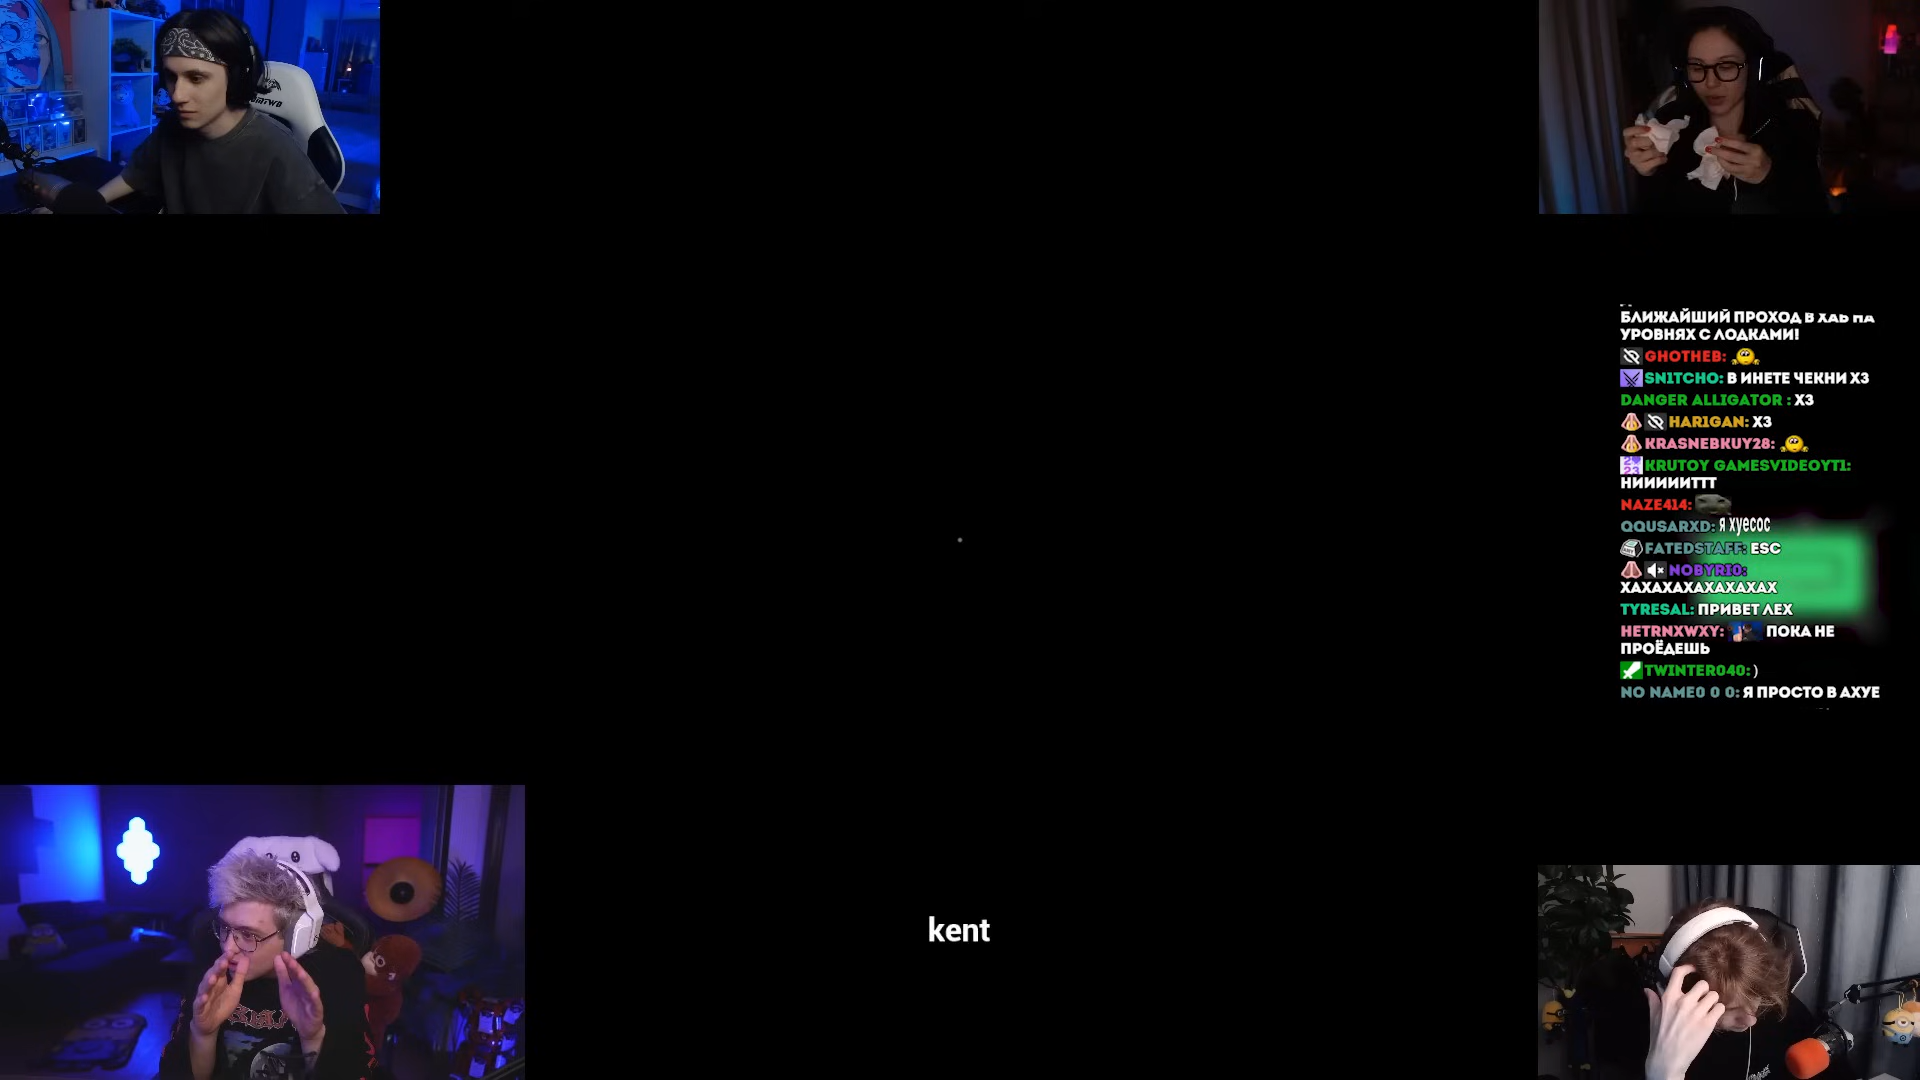 БЛИЖАЙШИЙ ПРОХОД В ХАБ НА
УРОВНЯХ С ЛОДКАМИ!
GHOTHEB:
SN1TCHO: В ИНЕТЕ ЧЕКНИ ХЗ
DANGER ALLIGATOR : ХЗ
HAR1GAN: ХЗ
KRASNEBKUY28:
KRUTOY GAMESVIDEOYT1:
НИИИИИТТТ
NAZE414:
QQUSARXD: я хуесос
FATEDSTAFF: ESC
NOBYRI0:
ХАХАХАХАХАХАХАХ
TYRESAL: ПРИВЕТ ЛЕХ
HETRNXWXY: ПОКА НЕ
ПРОЁДЕШЬ
TWINTER040: )
NO NAME0 0 0: Я ПРОСТО В АХУЕ
kent